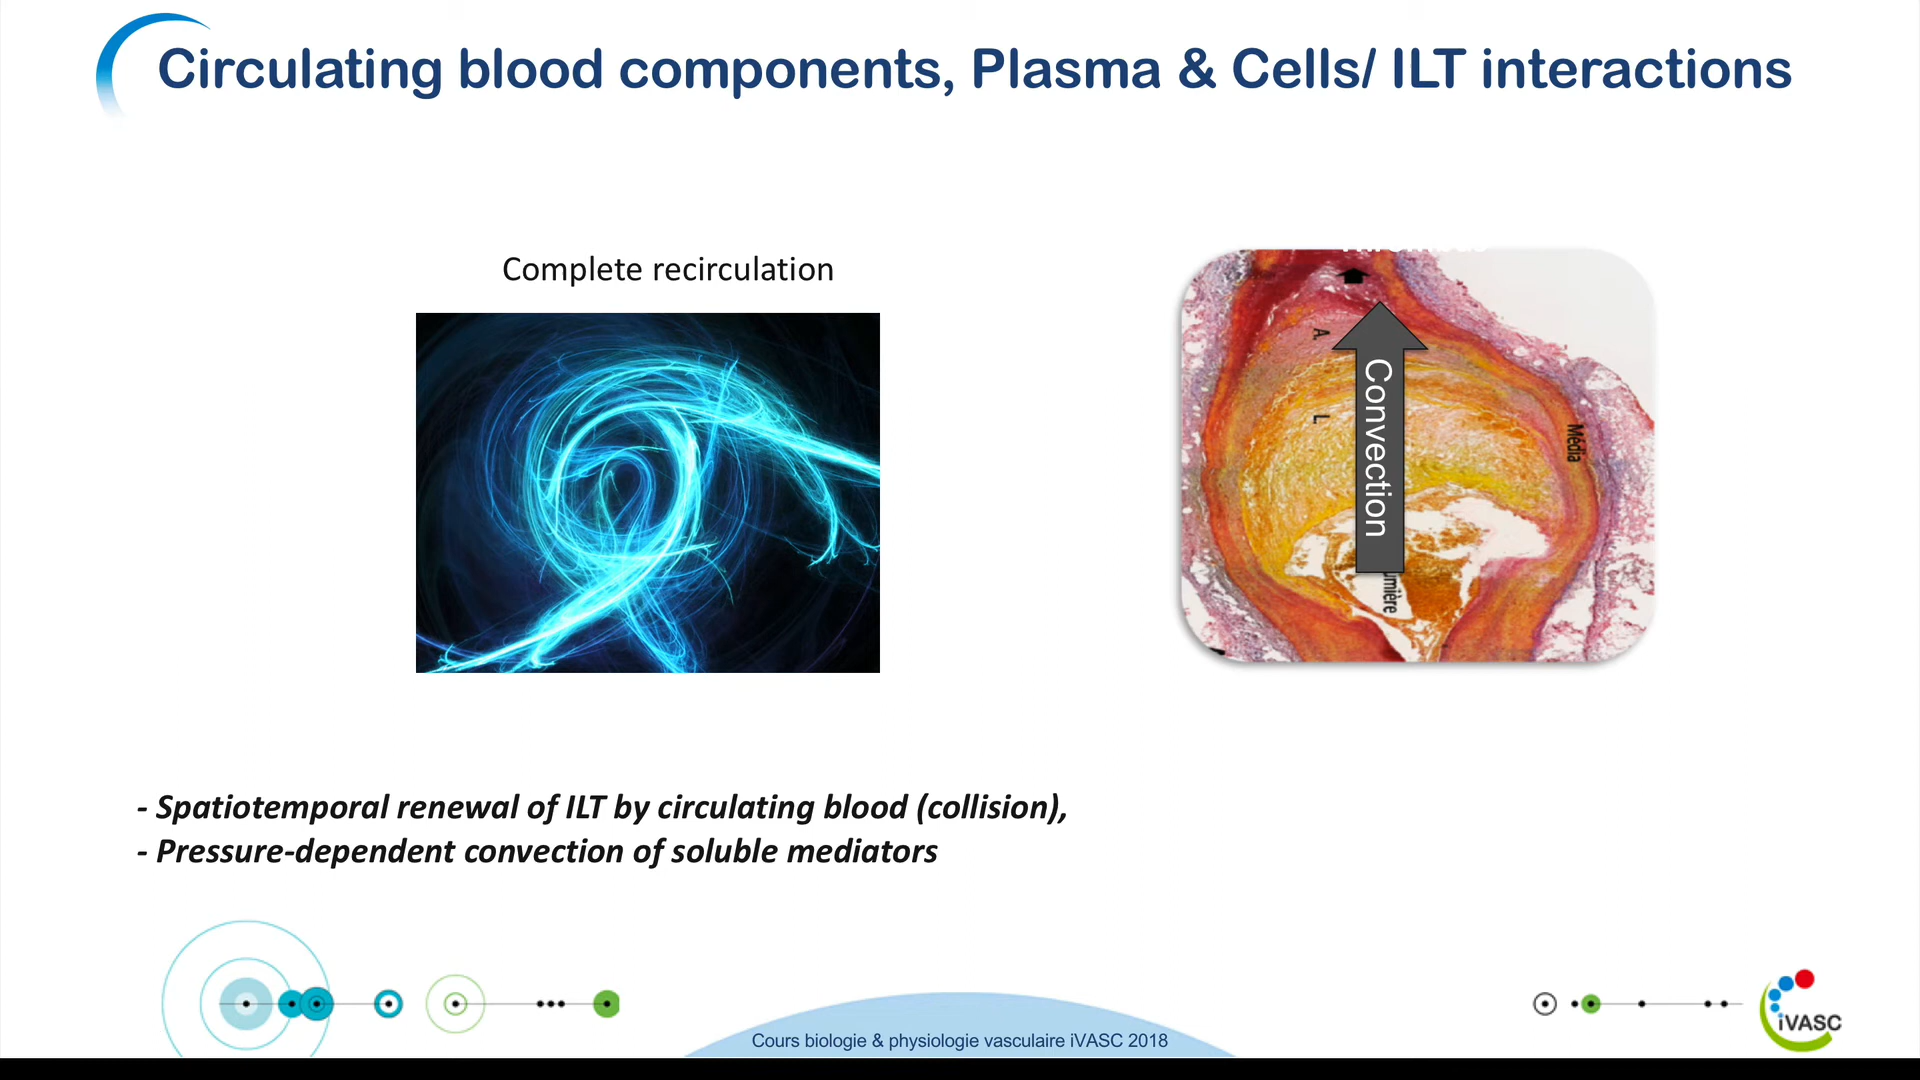 Circulating blood components, Plasma & Cells/ ILT interactions
Complete recirculation
A.
L
Convection
Média
- Spatiotemporal renewal of ILT by circulating blood (collision),
- Pressure-dependent convection of soluble mediators
Cours biologie & physiologie vasculaire iVASC 2018
iVASC